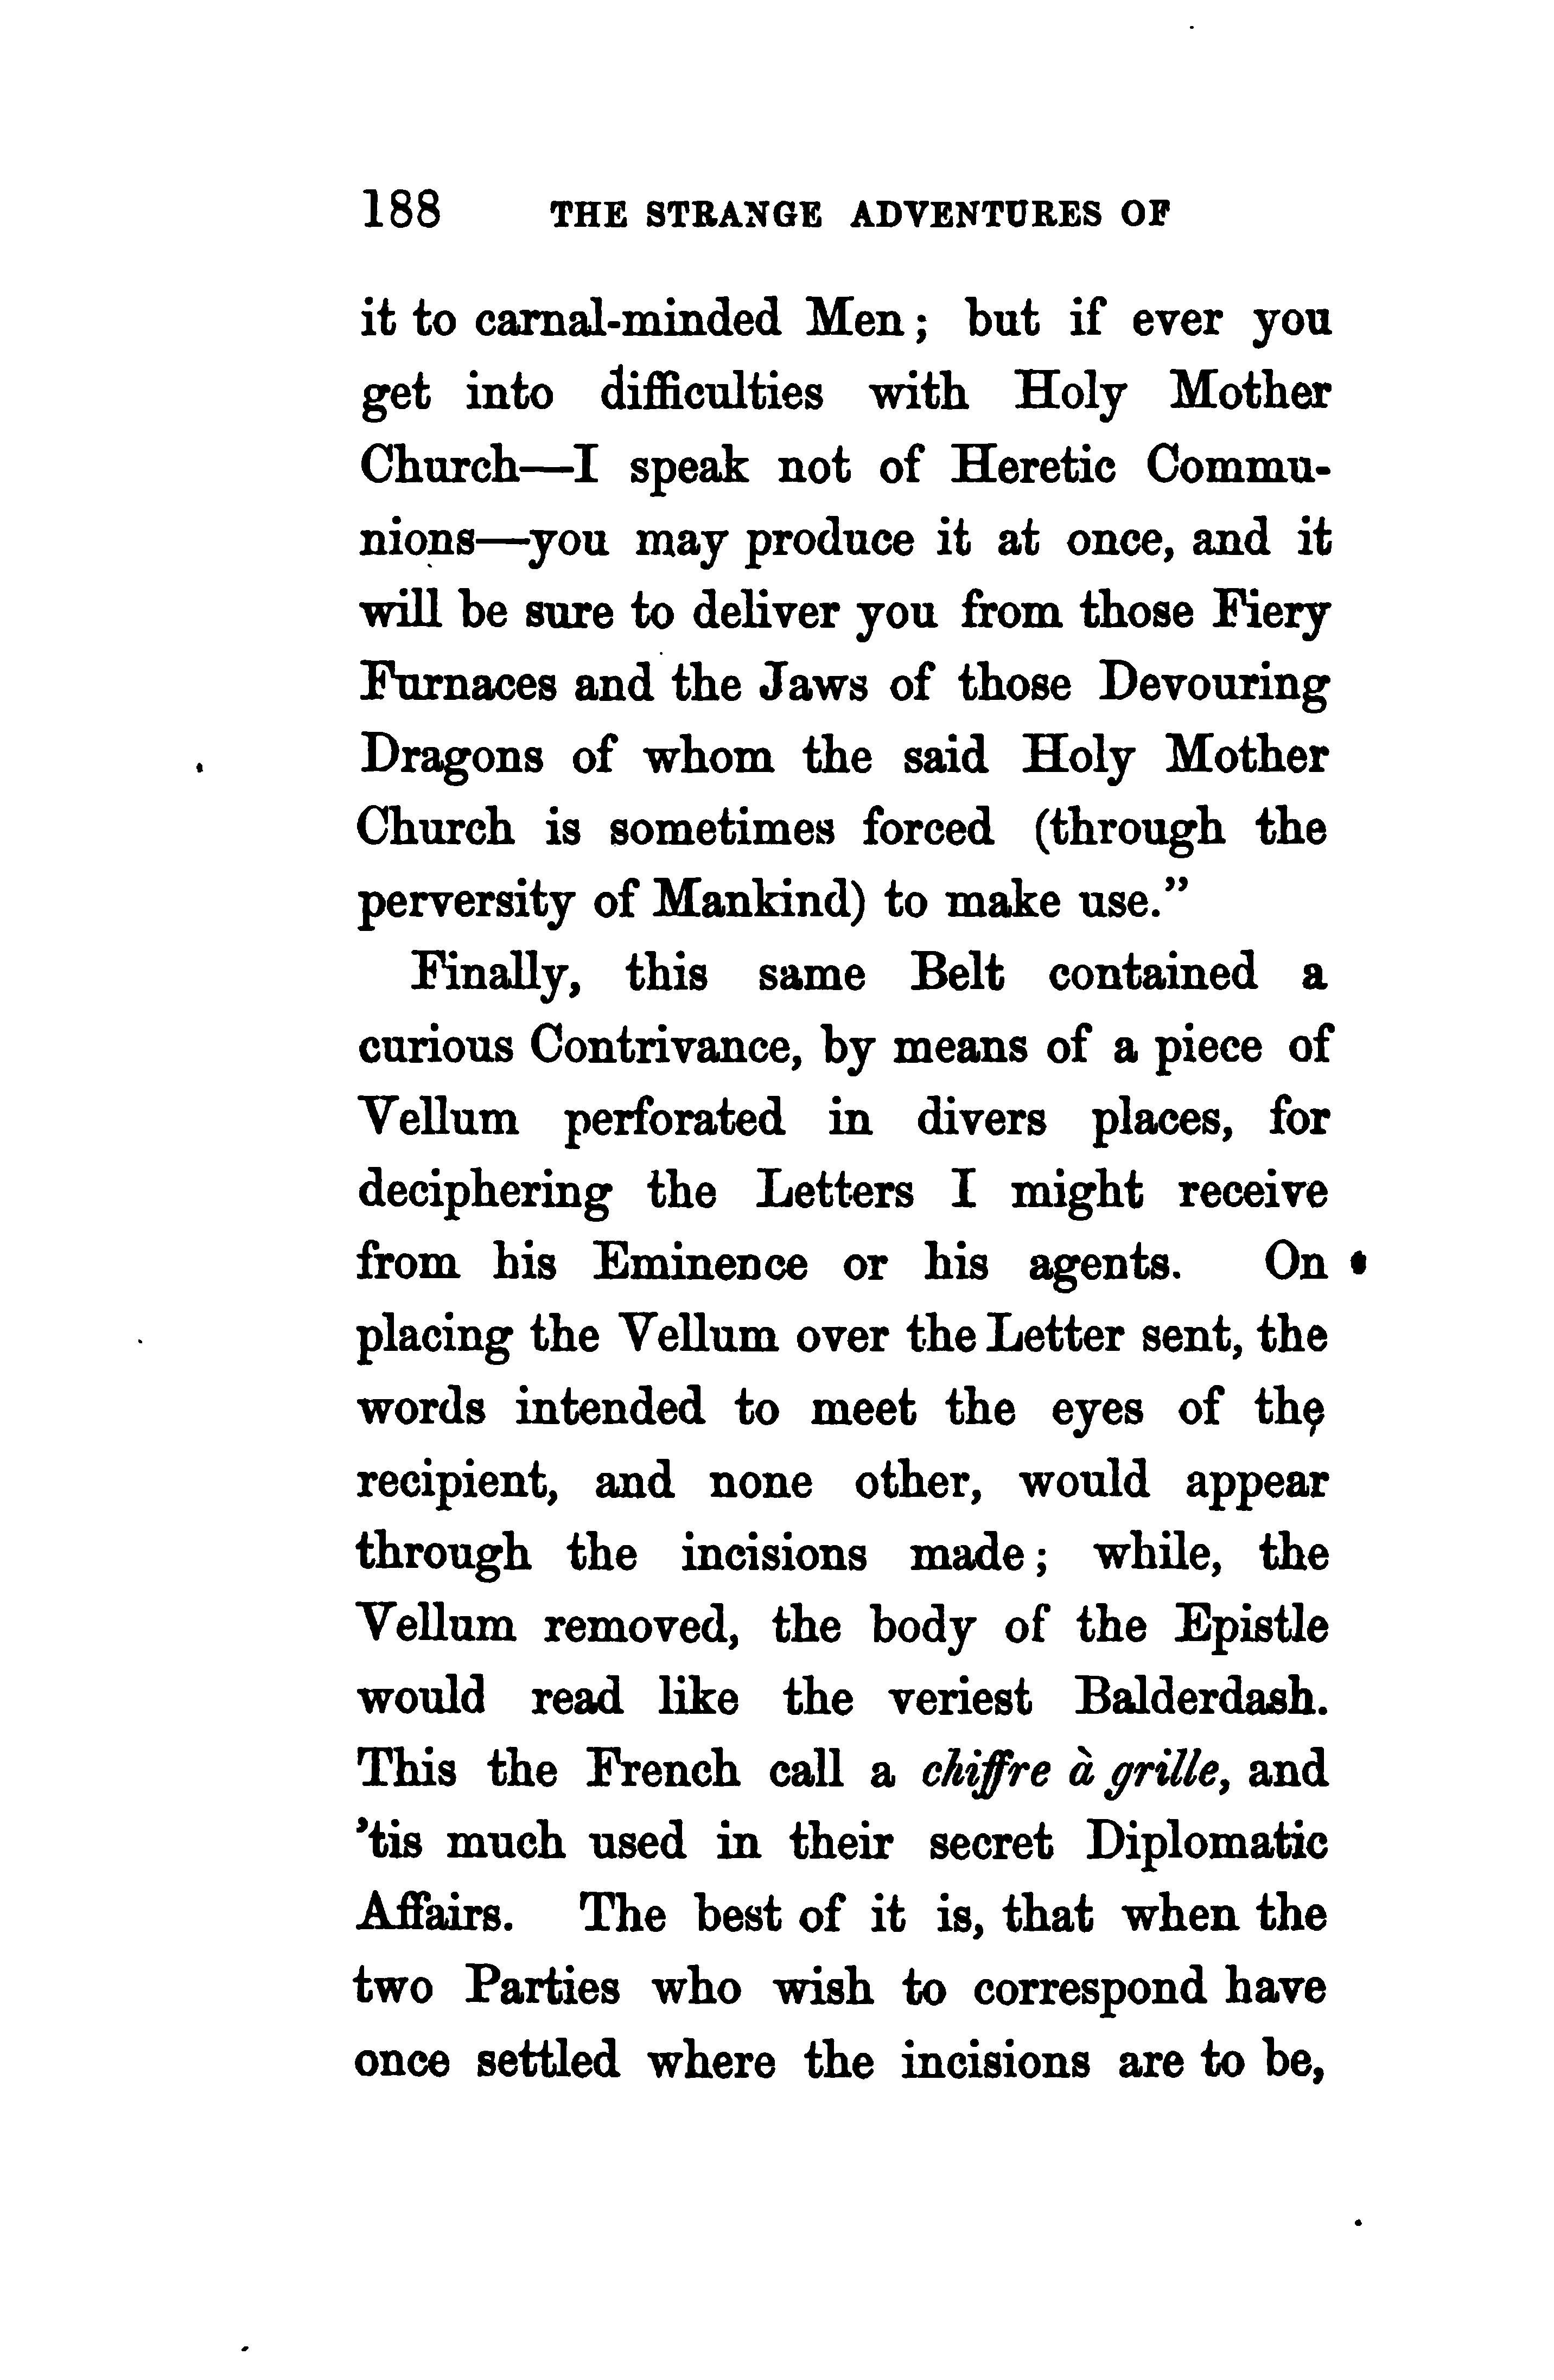 188 THE STRANGE ADVENTURES OF
it to carnal-minded Men; but if ever you
get into difficulties with Holy Mother
Church—I speak not of Heretic Commu-
nions—you may produce it at once, and it
will be sure to deliver you from those Fiery
Furnaces and the Jaws of those Devouring
Dragons of whom the said Holy Mother
Church is sometimes forced (through the
perversity of Mankind) to make use.”
Finally, this same Belt contained a
curious Contrivance, by means of a piece of
Vellum perforated in divers places, for
deciphering the Letters I might receive
from his Eminence or his agents. On
placing the Vellum over the Letter sent, the
words intended to meet the eyes of the
recipient, and none other, would appear
through the incisions made; while, the
Vellum removed, the body of the Epistle
would read like the veriest Balderdash.
This the French call a chiffre à grille, and
’tis much used in their secret Diplomatic
Affairs. The best of it is, that when the
two Parties who wish to correspond have
once settled where the incisions are to be,